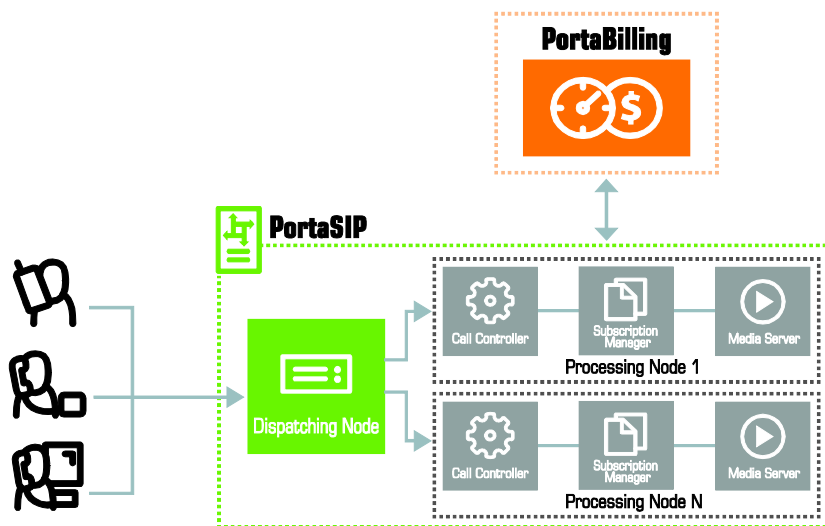 PortaBilling
$
PortaSIP
Dispatching Node
Call Controller
Subscription
Manager
Media Server
Processing Node 1
Call Controller
Subscription
Manager
Media Server
Processing Node N